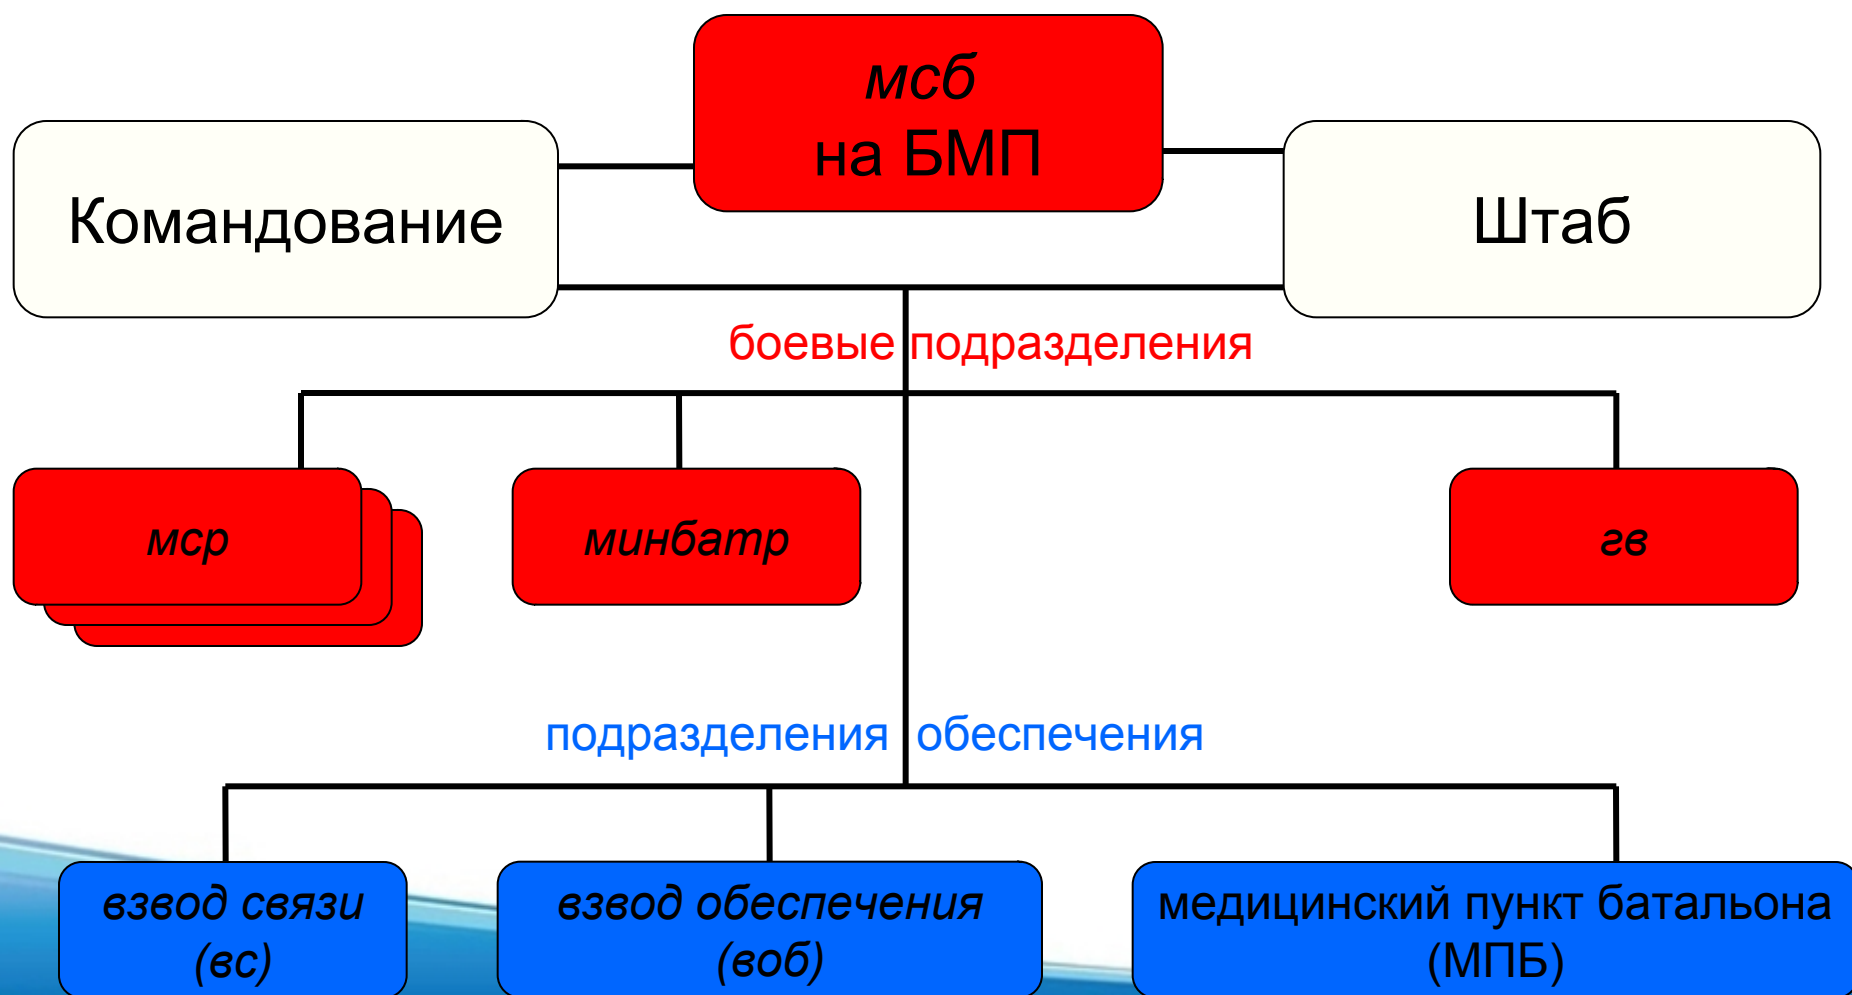 мсб
на БМП
Командование
Штаб
боевые подразделения
мср
минбатр
гв
подразделения обеспечения
взвод связи
(вс)
взвод обеспечения
(воб)
медицинский пункт батальона
(МПБ)